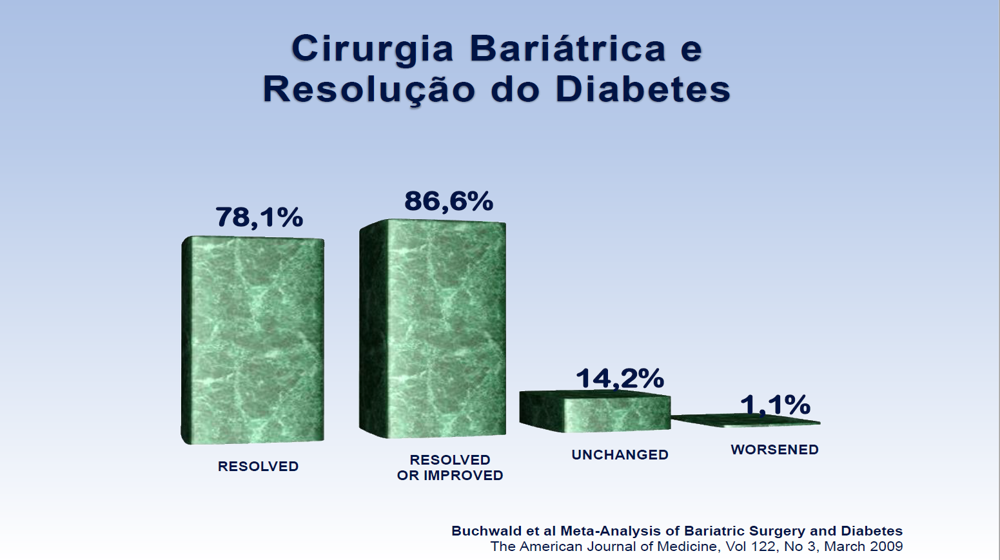 Cirurgia Bariátrica e
Resolução do Diabetes
78,1%
86,6%
14,2%
1,1%
RESOLVED
RESOLVED
OR IMPROVED
UNCHANGED
WORSENED
Buchwald et al Meta-Analysis of Bariatric Surgery and Diabetes
The American Journal of Medicine, Vol 122, No 3, March 2009